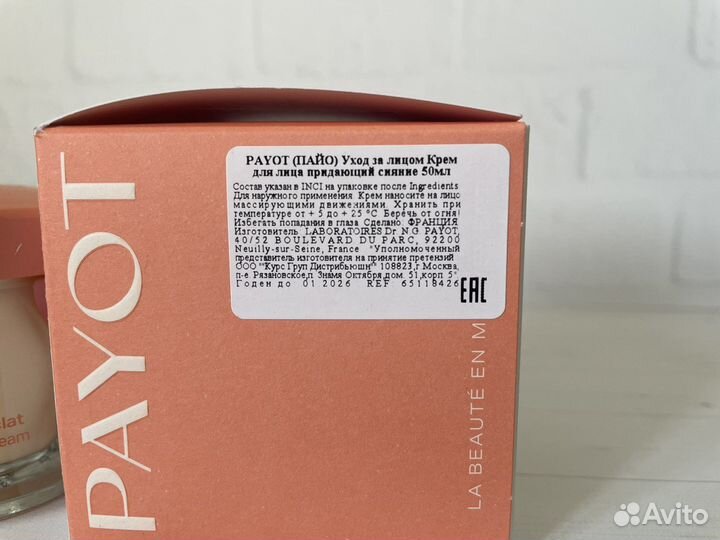 PAYOT (ПАЙО) Уход за лицом Крем
для лица придающий сияние 50мл
Состав указан в INCI на упаковке после Ingredients
Для наружного применения Крем наносите на лицо
массирующими движениями. Хранить при
температуре от + 5 до + 25 °С Беречь от огня!
Избегать попадания в глаза Сделано: ФРАНЦИЯ
Изготовитель: LABORATOIRES Dr N.G PAYOT,
40/52 BOULEVARD DU PARC, 92200
Neuilly-sur-Seine, France "Уполномоченный
представитель изготовителя на принятие претензий
ООО "Курс Груп Дистрибьюшн" 108823, г Москва,
п-е Рязановское,п Знамя Октября,дом. 51,корп 5"
Годен до 01 2026 REF 65118426
EAC
PAYOT
LA BEAUTÉ EN M
lat
eam
Avito